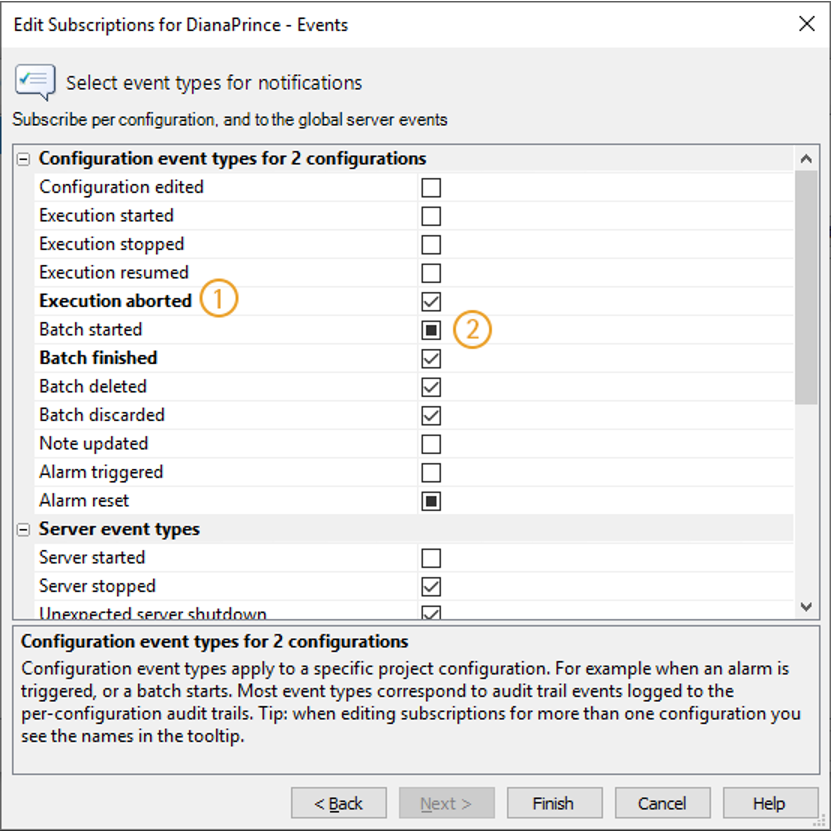 Edit Subscriptions for DianaPrince - Events
Select event types for notifications
Subscribe per configuration, and to the global server events
Configuration event types for 2 configurations
Configuration edited
Execution started
Execution stopped
Execution resumed
Execution aborted 1
Batch started 2
Batch finished
Batch deleted
Batch discarded
Note updated
Alarm triggered
Alarm reset
Server event types
Server started
Server stopped
Unexpected server shutdown
Configuration event types for 2 configurations
Configuration event types apply to a specific project configuration. For example when an alarm is
triggered, or a batch starts. Most event types correspond to audit trail events logged to the
per-configuration audit trails. Tip: when editing subscriptions for more than one configuration you
see the names in the tooltip.
< Back Next > Finish Cancel Help